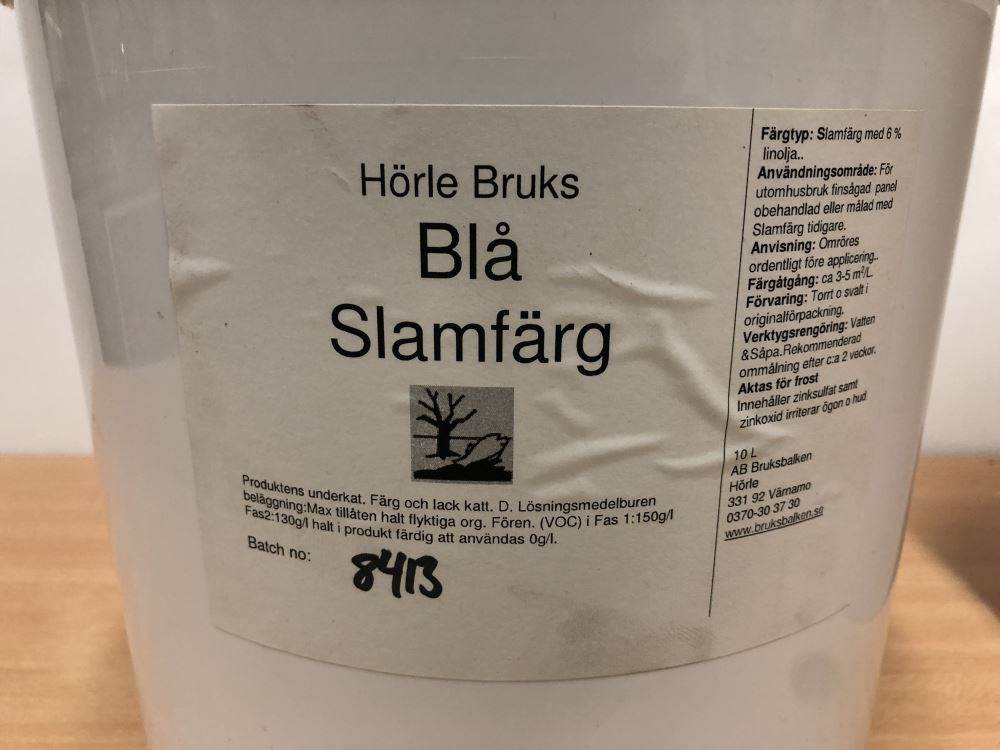 Hörle Bruks
Blå
Slamfärg
Produktens underkat. Färg och lack katt. D. Lösningsmedelburen
beläggning:Max tillåten halt flyktiga org. Fören. (VOC) i Fas 1:150g/l
Fas2:130g/l halt i produkt färdig att användas 0g/l.
Batch no: 8413
Färgtyp: Slamfärg med 6 %
linolja..
Användningsområde: För
utomhusbruk finsågad panel
obehandlad eller målad med
Slamfärg tidigare.
Anvisning: Omröres
ordentligt före applicering..
Färgåtgång: ca 3-5 m²/L.
Förvaring: Torrt o svalt i
originalförpackning.
Verktygsrengöring: Vatten
&Såpa.Rekommenderad
ommålning efter c:a 2 veckor.
Aktas för frost
Innehåller zinksulfat samt
zinkoxid irriterar ögon o hud
10 L
AB Bruksbalken
Hörle
331 92 Värnamo
0370-30 37 30
www.bruksbalken.se